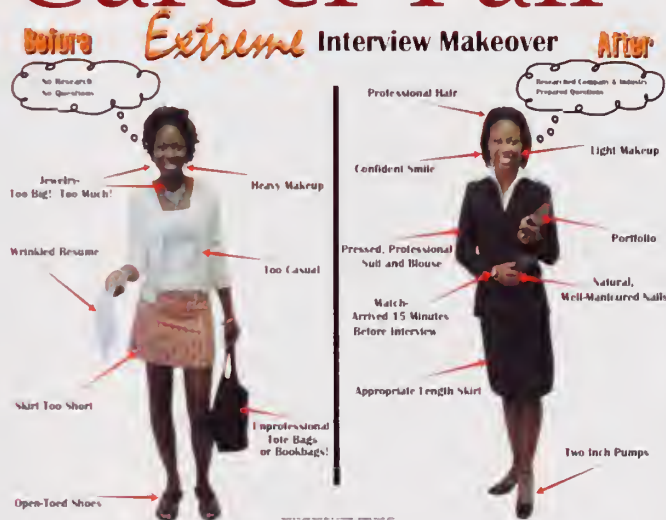 Career Fair
Before
Extreme Interview Makeover
After
No Research
No Questions
Researched Company & Industry
Prepared Questions
Professional Hair
Light Makeup
Confident Smile
Jewelry-
Too Big! Too Much!
Heavy Makeup
Portfolio
Wrinkled Resume
Too Casual
Pressed, Professional
Suit and Blouse
Natural,
Well-Manicured Nails
Watch-
Arrived 15 Minutes
Before Interview
Skirt Too Short
Appropriate Length Skirt
Unprofessional
Tote Bags
or Bookbags!
Two Inch Pumps
Open-Toed Shoes